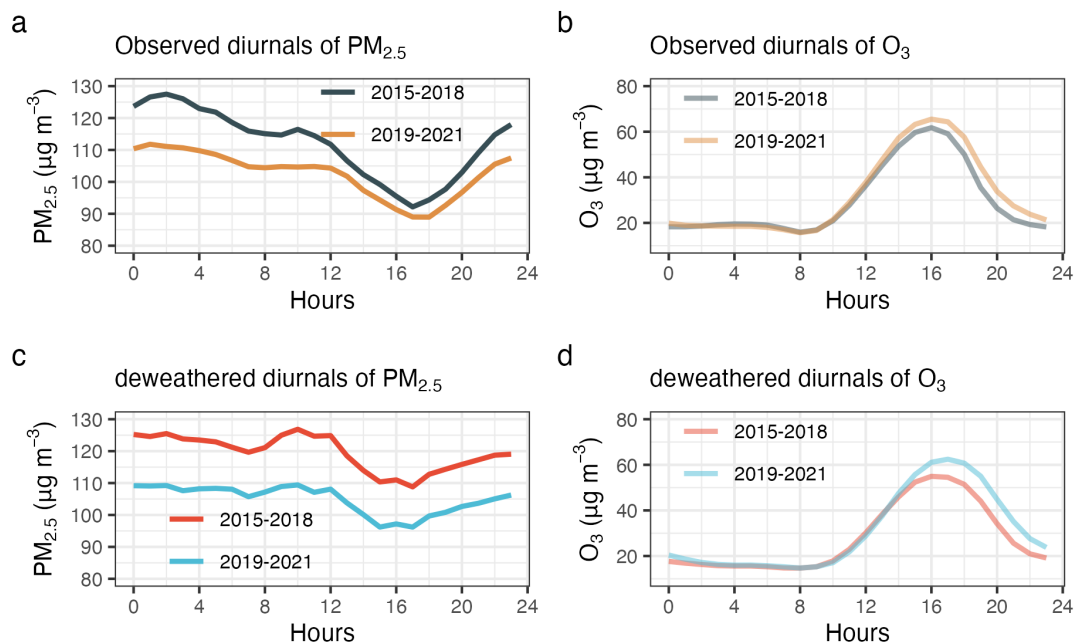 a
Observed diurnals of PM₂.₅
PM₂.₅ (µg m⁻³)
130
120
110
100
90
80
2015-2018
2019-2021
0 4 8 12 16 20 24
Hours
b
Observed diurnals of O₃
O₃ (µg m⁻³)
80
60
40
20
2015-2018
2019-2021
0 4 8 12 16 20 24
Hours
c
deweathered diurnals of PM₂.₅
PM₂.₅ (µg m⁻³)
130
120
110
100
90
80
2015-2018
2019-2021
0 4 8 12 16 20 24
Hours
d
deweathered diurnals of O₃
O₃ (µg m⁻³)
80
60
40
20
2015-2018
2019-2021
0 4 8 12 16 20 24
Hours